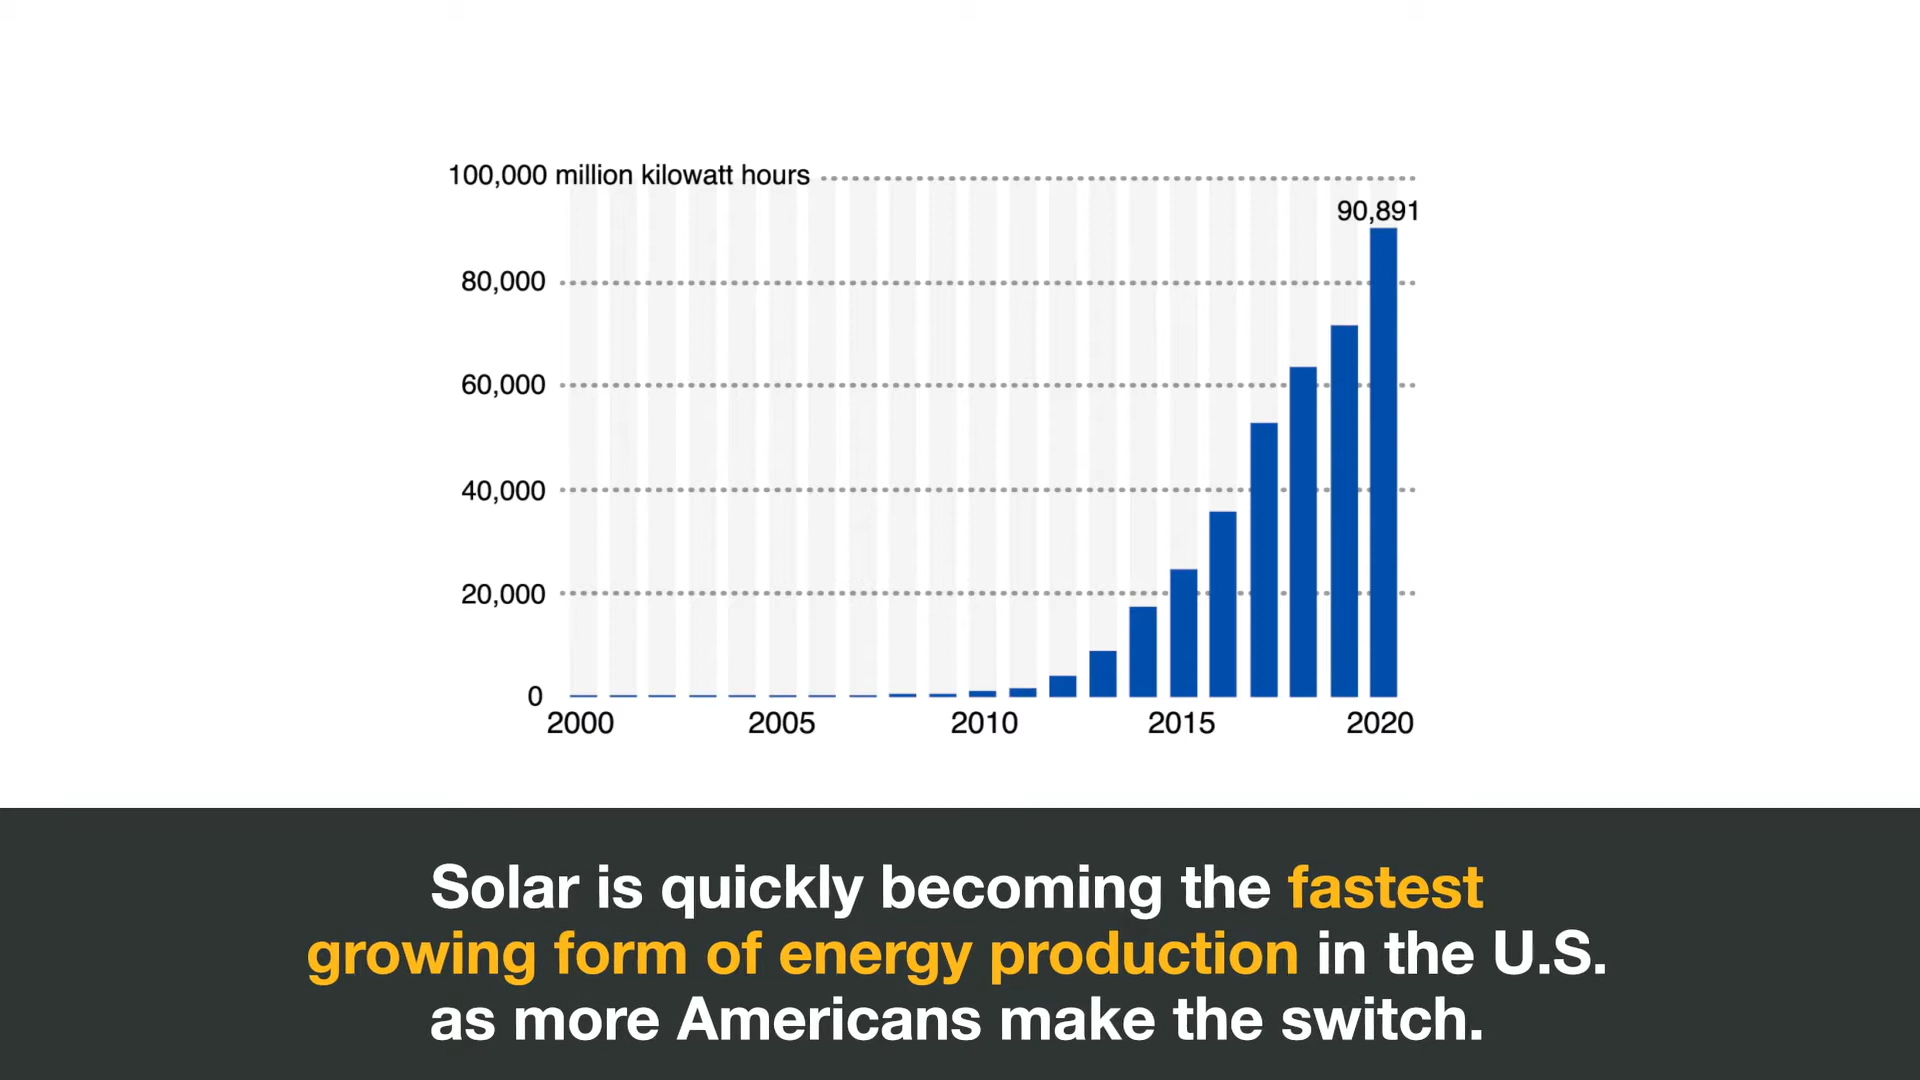 100,000 million kilowatt hours
90,891
80,000
60,000
40,000
20,000
0
2000 2005 2010 2015 2020
Solar is quickly becoming the fastest
growing form of energy production in the U.S.
as more Americans make the switch.